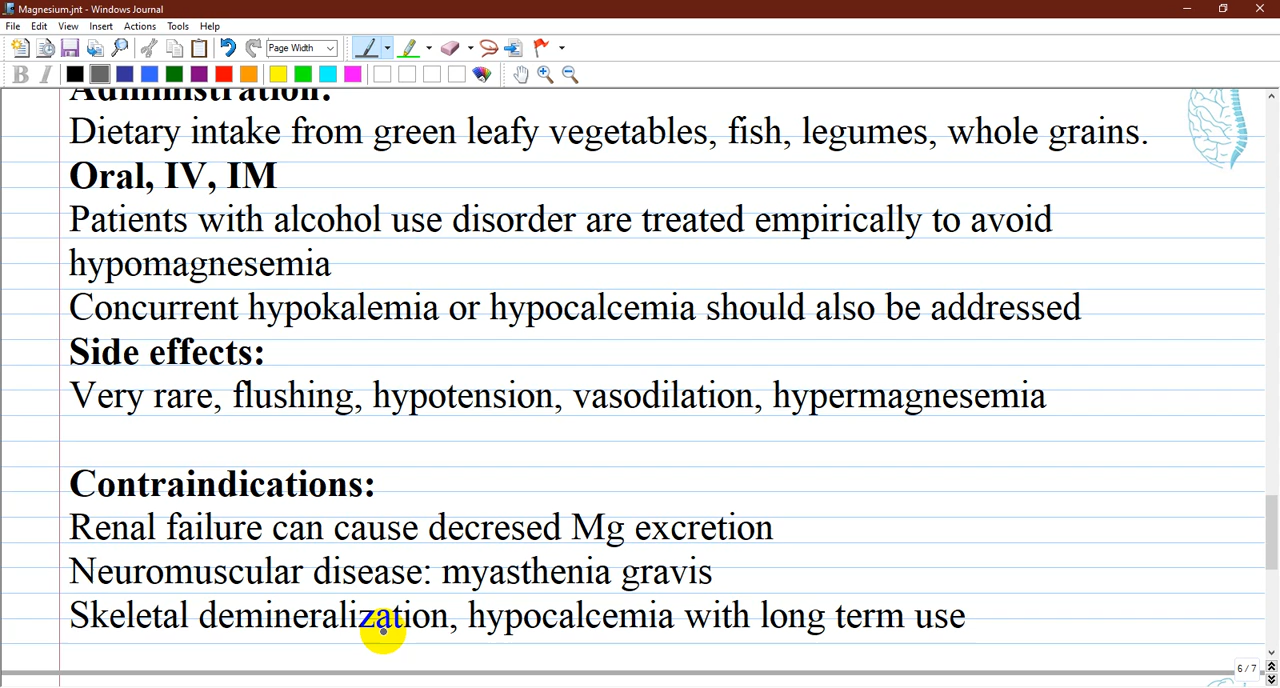 Magnesium.jnt - Windows Journal
File Edit View Insert Actions Tools Help
Page Width
B I
Administration:
Dietary intake from green leafy vegetables, fish, legumes, whole grains.
Oral, IV, IM
Patients with alcohol use disorder are treated empirically to avoid
hypomagnesemia
Concurrent hypokalemia or hypocalcemia should also be addressed
Side effects:
Very rare, flushing, hypotension, vasodilation, hypermagnesemia
Contraindications:
Renal failure can cause decresed Mg excretion
Neuromuscular disease: myasthenia gravis
Skeletal demineralization, hypocalcemia with long term use
6 / 7